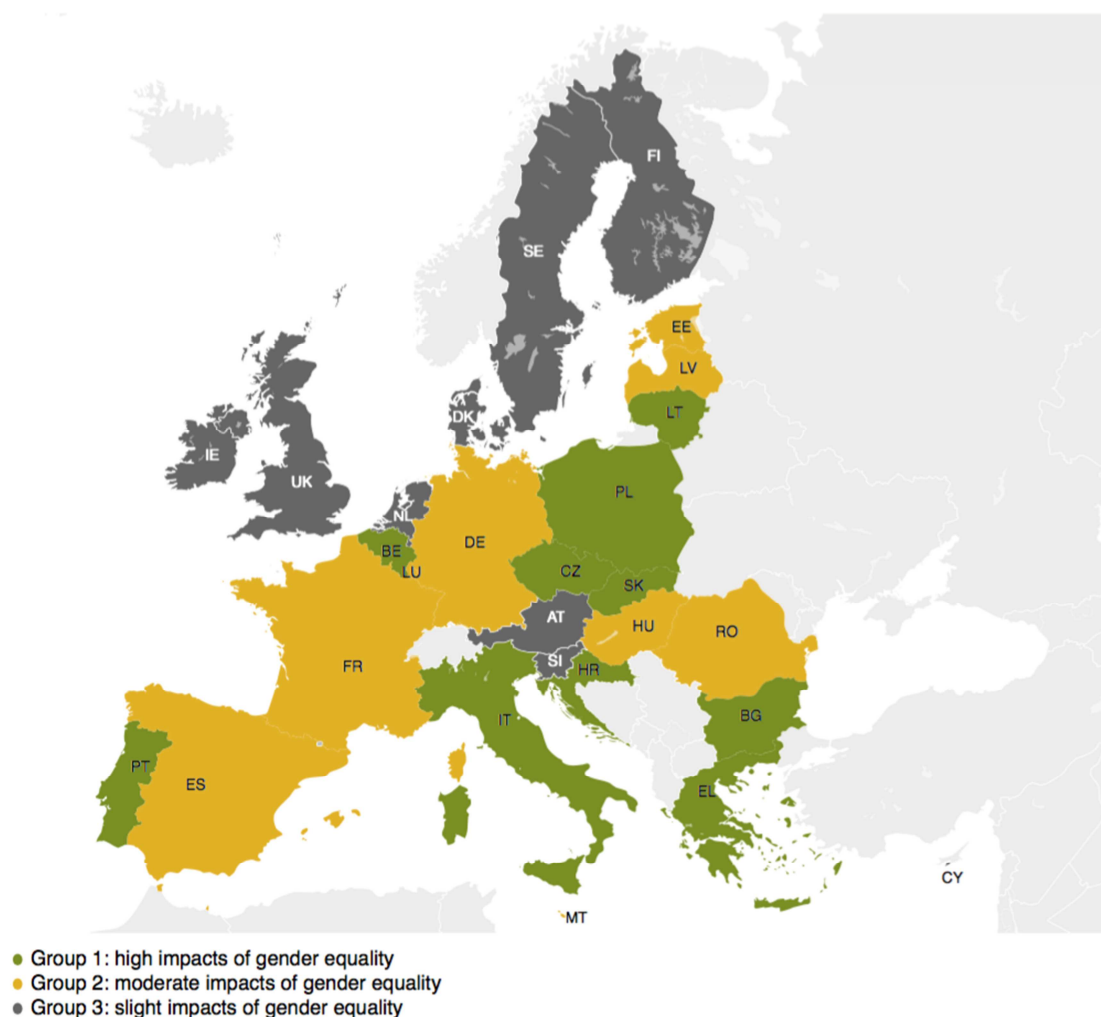 FI
SE
EE
LV
LT
DK
IE
UK
NL
PL
BE
DE
LU
CZ
SK
AT
HU
RO
SI
HR
FR
IT
BG
PT
ES
EL
CY
MT
Group 1: high impacts of gender equality
Group 2: moderate impacts of gender equality
Group 3: slight impacts of gender equality